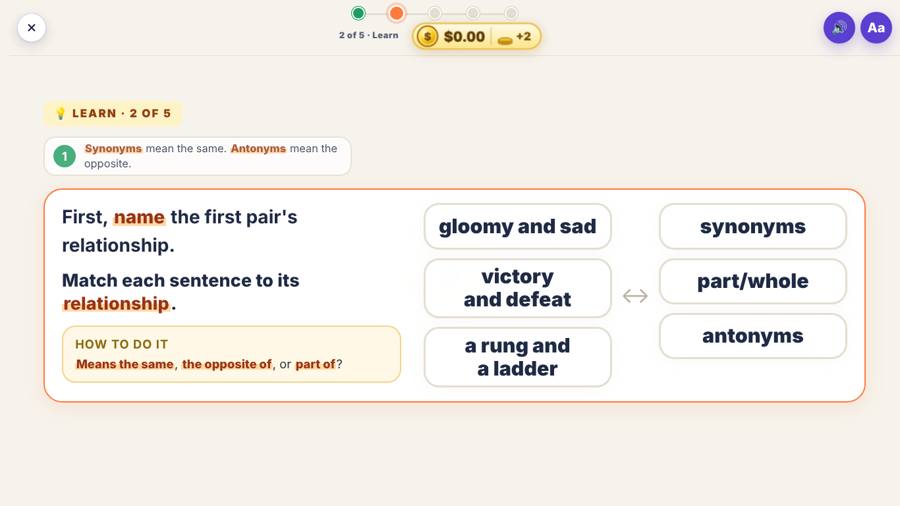 2 of 5 · Learn
$ $0.00 +2
Aa
LEARN · 2 OF 5
1 Synonyms mean the same. Antonyms mean the
opposite.
First, name the first pair's
relationship.
Match each sentence to its
relationship.
HOW TO DO IT
Means the same, the opposite of, or part of?
gloomy and sad
victory
and defeat
a rung and
a ladder
synonyms
part/whole
antonyms